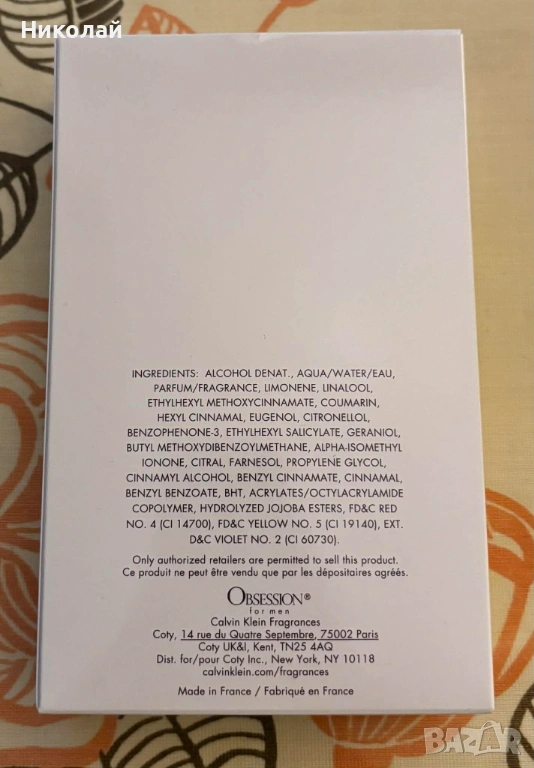 Николай
INGREDIENTS: ALCOHOL DENAT., AQUA/WATER/EAU,
PARFUM/FRAGRANCE, LIMONENE, LINALOOL,
ETHYLHEXYL METHOXYCINNAMATE, COUMARIN,
HEXYL CINNAMAL, EUGENOL, CITRONELLOL,
BENZOPHENONE-3, ETHYLHEXYL SALICYLATE, GERANIOL,
BUTYL METHOXYDIBENZOYLMETHANE, ALPHA-ISOMETHYL
IONONE, CITRAL, FARNESOL, PROPYLENE GLYCOL,
CINNAMYL ALCOHOL, BENZYL CINNAMATE, CINNAMAL,
BENZYL BENZOATE, BHT, ACRYLATES/OCTYLACRYLAMIDE
COPOLYMER, HYDROLYZED JOJOBA ESTERS, FD&C RED
NO. 4 (CI 14700), FD&C YELLOW NO. 5 (CI 19140), EXT.
D&C VIOLET NO. 2 (CI 60730).
Only authorized retailers are permitted to sell this product.
Ce produit ne peut être vendu que par les dépositaires agréés.
OBSESSION®
for men
Calvin Klein Fragrances
Coty, 14 rue du Quatre Septembre, 75002 Paris
Coty UK&I, Kent, TN25 4AQ
Dist. for/pour Coty Inc., New York, NY 10118
calvinklein.com/fragrances
Made in France / Fabriqué en France
BAZAR